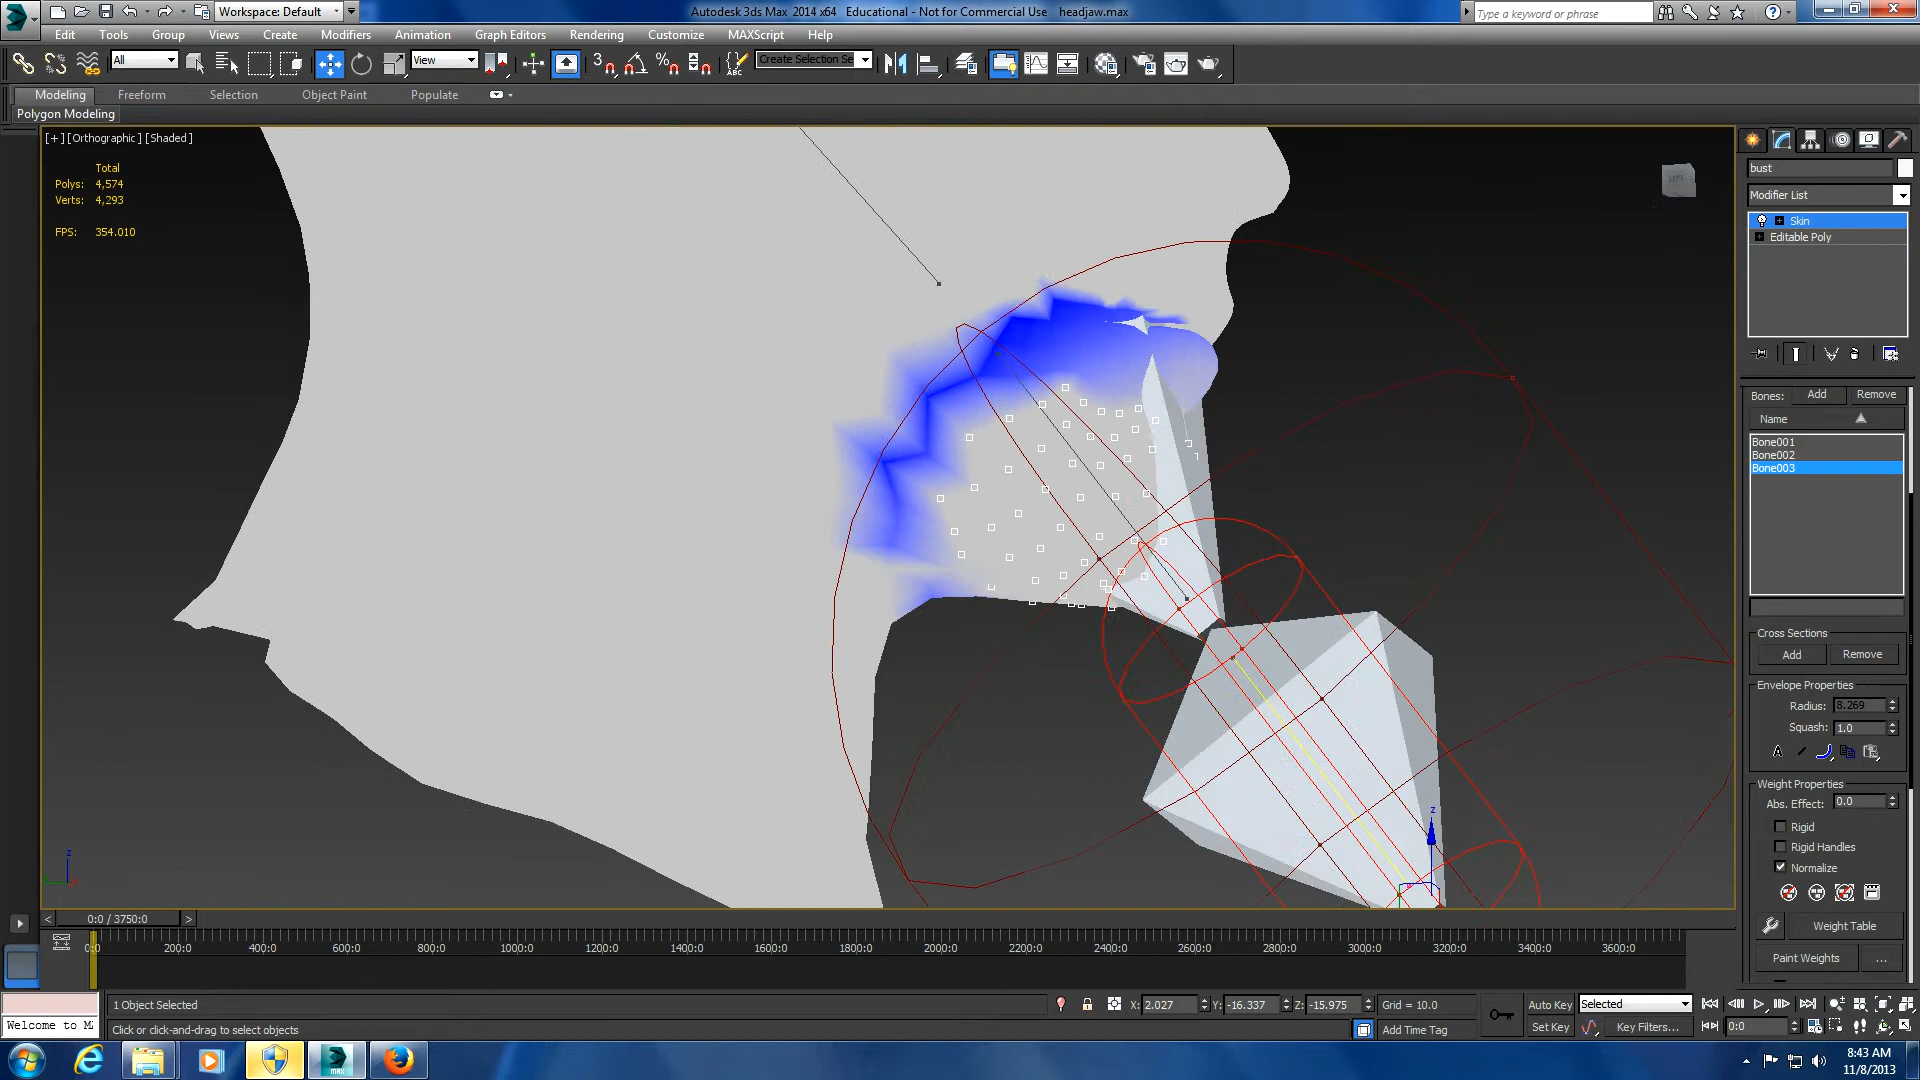 Workspace: Default
Autodesk 3ds Max 2014 x64 Educational - Not for Commercial Use headjaw.max
Type a keyword or phrase
Edit Tools Group Views Create Modifiers Animation Graph Editors Rendering Customize MAXScript Help
All
View
3
Create Selection Se
Modeling Freeform Selection Object Paint Populate
Polygon Modeling
[+] [Orthographic] [Shaded]
Total
Polys: 4,574
Verts: 4,293
FPS: 354.010
LEFT
bust
Modifier List
Skin
Editable Poly
Bones: Add Remove
Name
Bone001
Bone002
Bone003
Cross Sections
Add Remove
Envelope Properties
Radius: 8.269
Squash: 1.0
Weight Properties
Abs. Effect: 0.0
Rigid
Rigid Handles
Normalize
Weight Table
Paint Weights ...
z
z
< 0:0 / 3750:0 >
0:0 200:0 400:0 600:0 800:0 1000:0 1200:0 1400:0 1600:0 1800:0 2000:0 2200:0 2400:0 2600:0 2800:0 3000:0 3200:0 3400:0 3600:0
1 Object Selected
X: 2.027 Y: -16.337 Z: -15.975 Grid = 10.0
Auto Key Selected
Welcome to M
Click or click-and-drag to select objects
Add Time Tag
Set Key Key Filters... 0:0
8:43 AM
11/8/2013